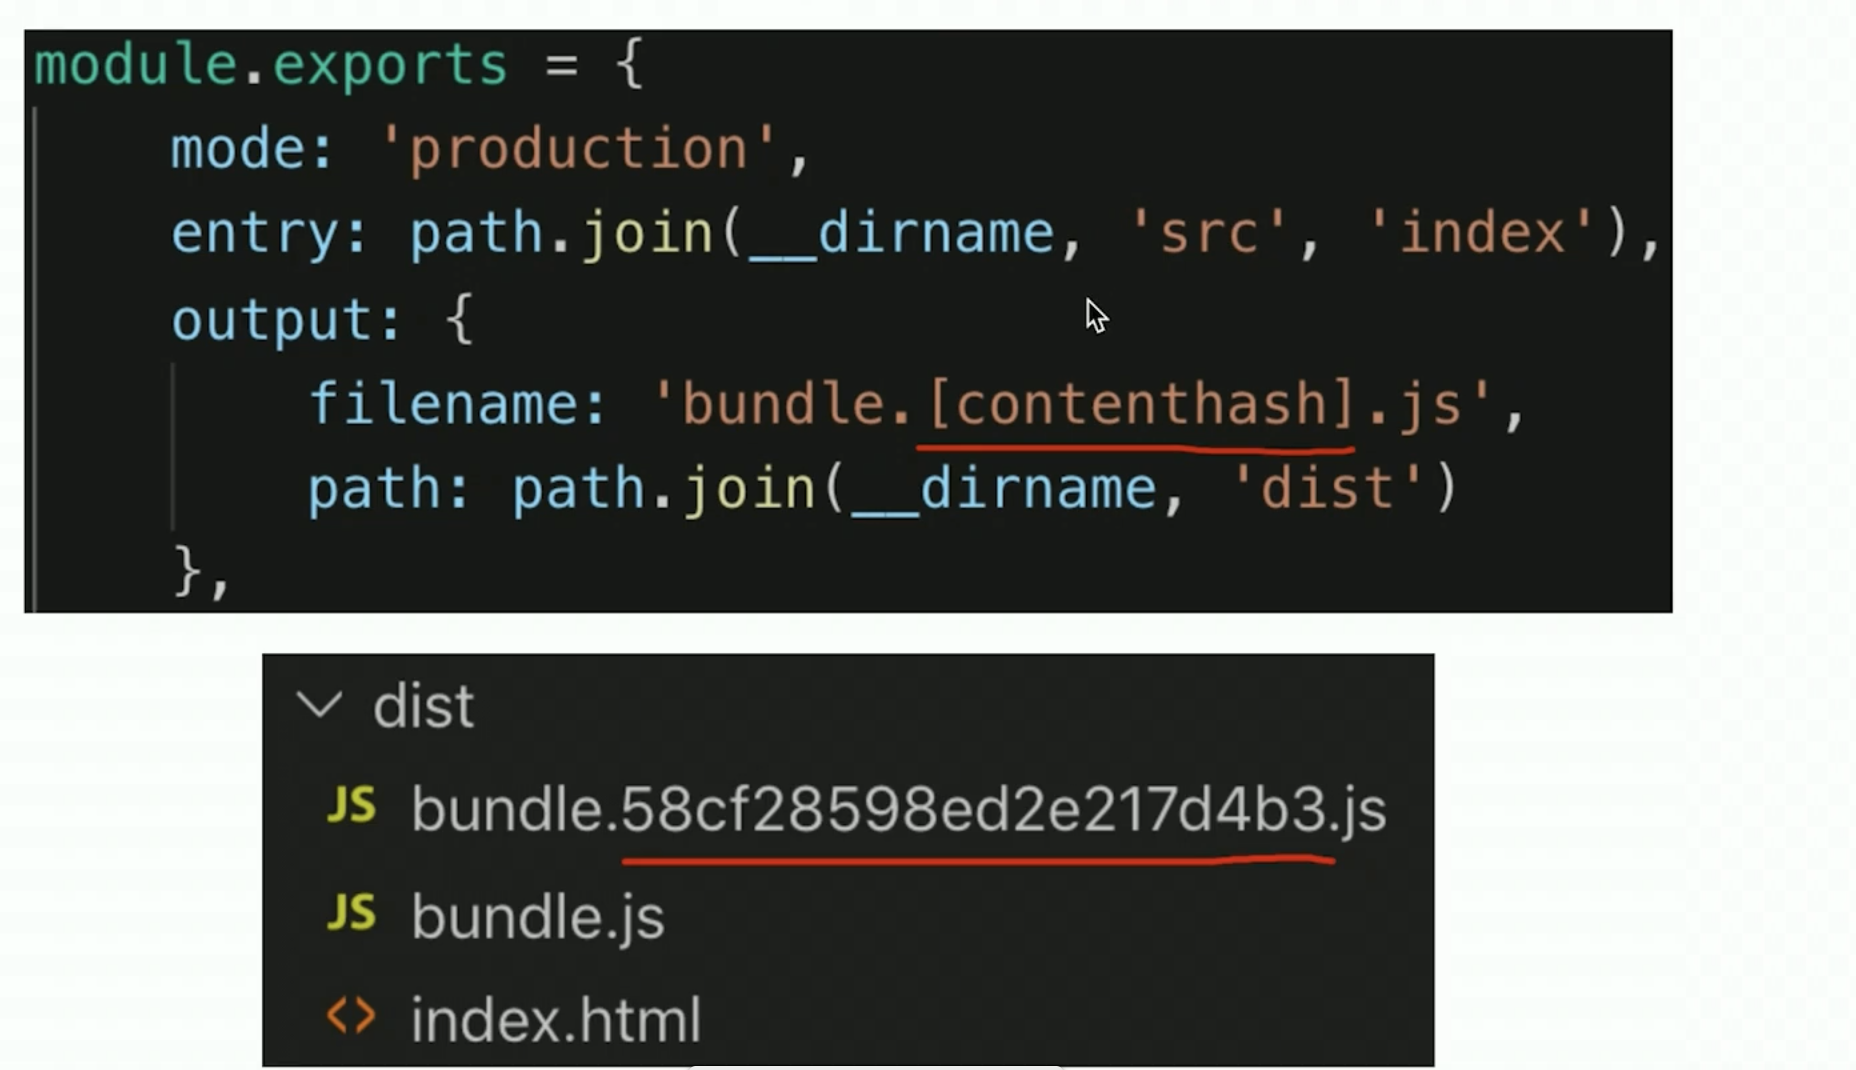 module.exports = {
mode: 'production',
entry: path.join(__dirname, 'src', 'index'),
output: {
filename: 'bundle.[contenthash].js',
path: path.join(__dirname, 'dist')
},
dist
JS bundle.58cf28598ed2e217d4b3.js
JS bundle.js
<> index.html